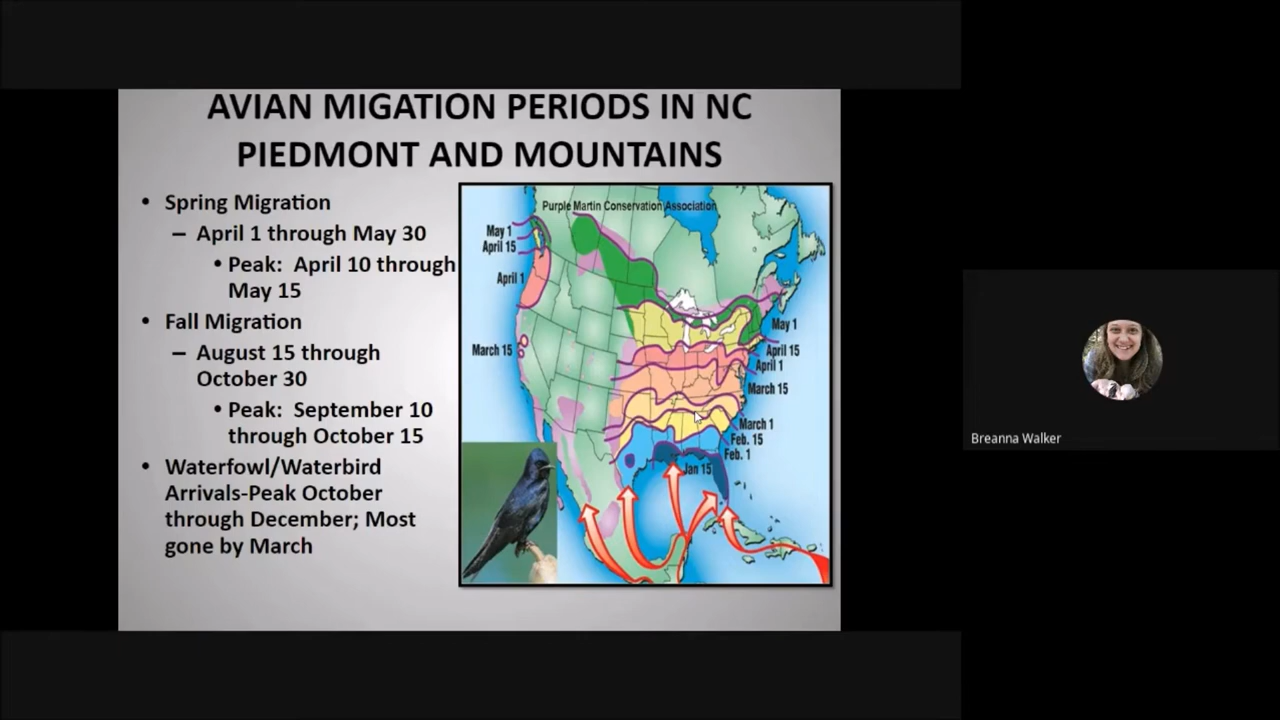 AVIAN MIGATION PERIODS IN NC
PIEDMONT AND MOUNTAINS
• Spring Migration
– April 1 through May 30
• Peak: April 10 through
May 15
• Fall Migration
– August 15 through
October 30
• Peak: September 10
through October 15
• Waterfowl/Waterbird
Arrivals-Peak October
through December; Most
gone by March
Purple Martin Conservation Association
May 1
April 15
April 1
March 15
May 1
April 15
April 1
March 15
March 1
Feb. 15
Feb. 1
Jan 15
Breanna Walker